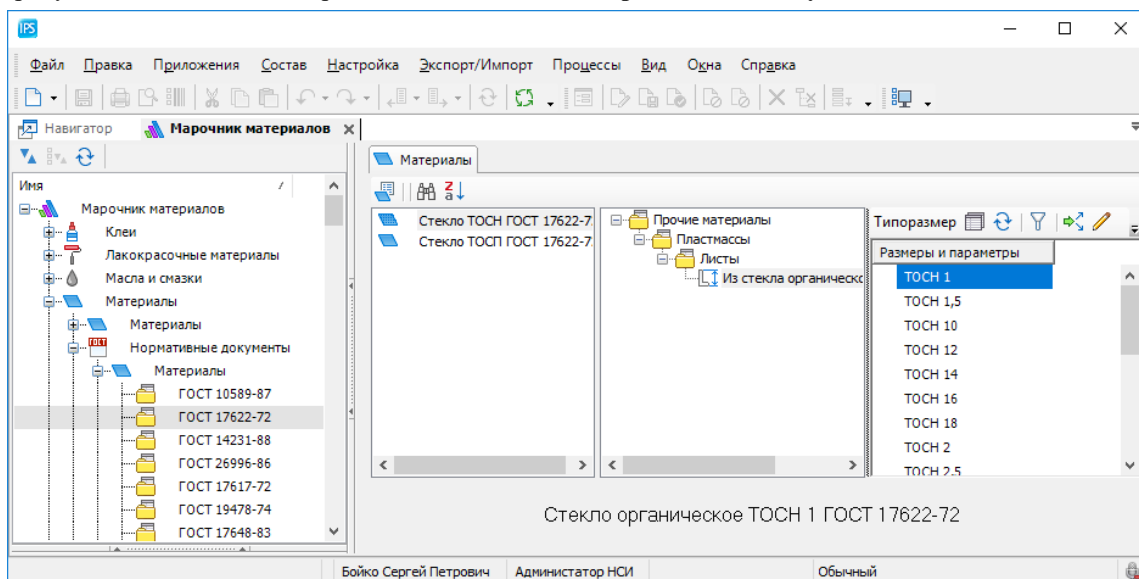 IPS
Файл Правка Приложения Состав Настройка Экспорт/Импорт Процессы Вид Окна Справка
Навигатор Марочник материалов
Материалы
Имя
Марочник материалов
Клеи
Лакокрасочные материалы
Масла и смазки
Материалы
Материалы
Нормативные документы
Материалы
ГОСТ 10589-87
ГОСТ 17622-72
ГОСТ 14231-88
ГОСТ 26996-86
ГОСТ 17617-72
ГОСТ 19478-74
ГОСТ 17648-83
Стекло ТОСН ГОСТ 17622-7
Стекло ТОСП ГОСТ 17622-7
Прочие материалы
Пластмассы
Листы
Из стекла органическо
Типоразмер
Размеры и параметры
ТОСН 1
ТОСН 1,5
ТОСН 10
ТОСН 12
ТОСН 14
ТОСН 16
ТОСН 18
ТОСН 2
ТОСН 2,5
Стекло органическое ТОСН 1 ГОСТ 17622-72
Бойко Сергей Петрович Администатор НСИ Обычный